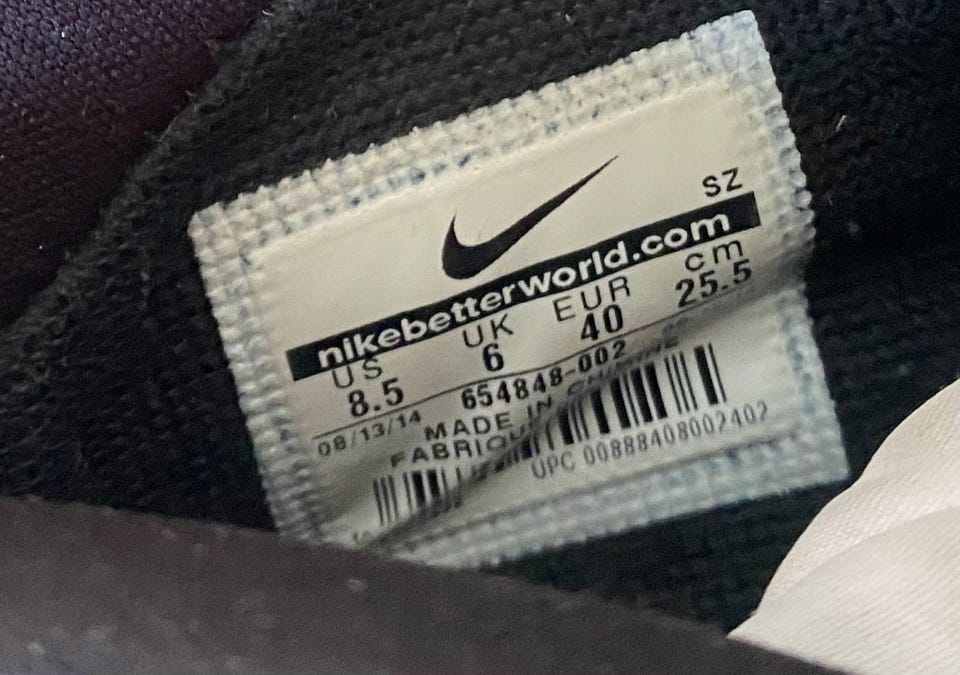 SZ
nikebetterworld.com
US UK EUR cm
8.5 6 40 25.5
08/13/14 654848-002
MADE IN
UPC 00888408002402